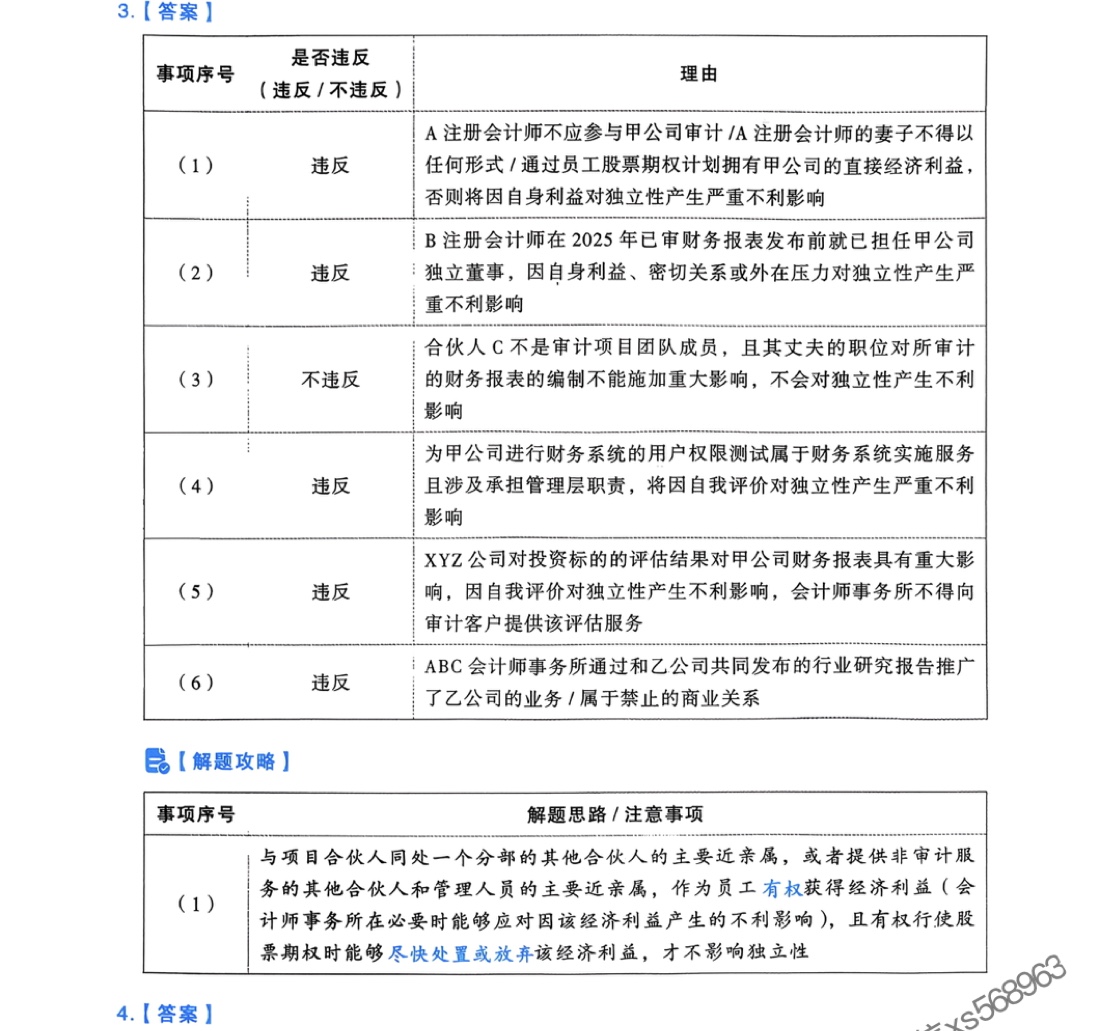 3.【答案】
事项序号
是否违反
（违反 / 不违反）
理由
（1）
违反
A 注册会计师不应参与甲公司审计 /A 注册会计师的妻子不得以
任何形式 / 通过员工股票期权计划拥有甲公司的直接经济利益，
否则将因自身利益对独立性产生严重不利影响
（2）
违反
B 注册会计师在 2025 年已审财务报表发布前就已担任甲公司
独立董事，因自身利益、密切关系或外在压力对独立性产生严
重不利影响
（3）
不违反
合伙人 C 不是审计项目团队成员，且其丈夫的职位对所审计
的财务报表的编制不能施加重大影响，不会对独立性产生不利
影响
（4）
违反
为甲公司进行财务系统的用户权限测试属于财务系统实施服务
且涉及承担管理层职责，将因自我评价对独立性产生严重不利
影响
（5）
违反
XYZ 公司对投资标的的评估结果对甲公司财务报表具有重大影
响，因自我评价对独立性产生不利影响，会计师事务所不得向
审计客户提供该评估服务
（6）
违反
ABC 会计师事务所通过和乙公司共同发布的行业研究报告推广
了乙公司的业务 / 属于禁止的商业关系
【解题攻略】
事项序号
解题思路 / 注意事项
（1）
与项目合伙人同处一个分部的其他合伙人的主要近亲属，或者提供非审计服
务的其他合伙人和管理人员的主要近亲属，作为员工有权获得经济利益（会
计师事务所在必要时能够应对因该经济利益产生的不利影响），且有权行使股
票期权时能够尽快处置或放弃该经济利益，才不影响独立性
4.【答案】
xs568963